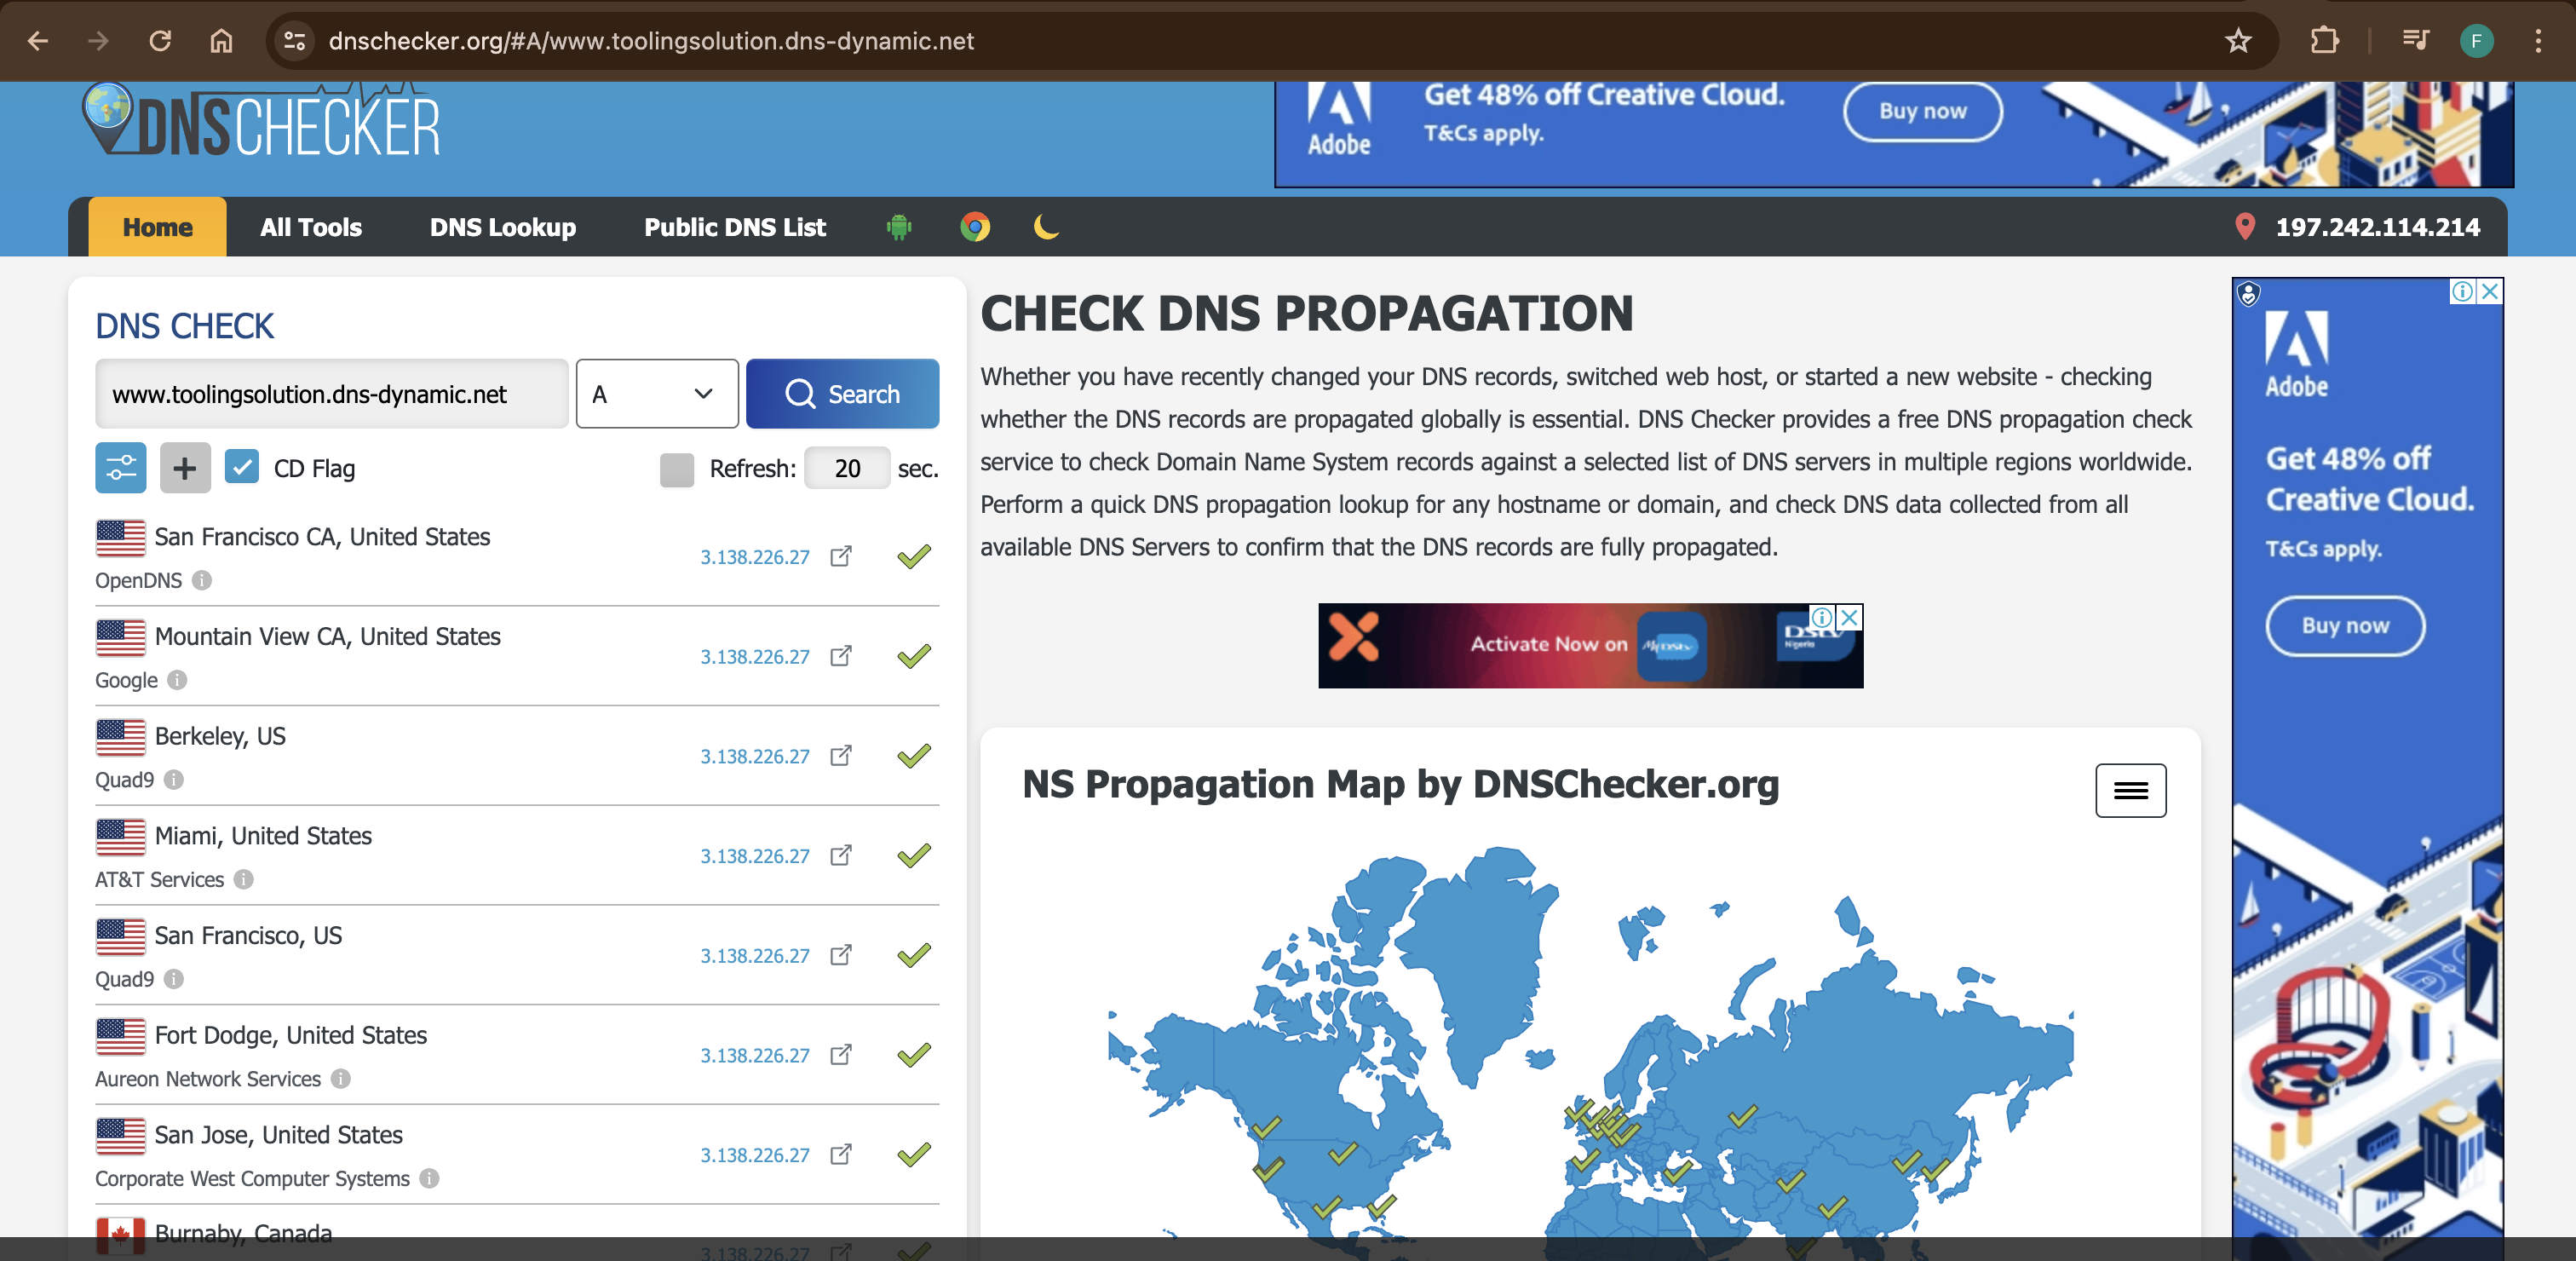 dnschecker.org/#A/www.toolingsolution.dns-dynamic.net
F
DNSCHECKER
Adobe
Get 48% off Creative Cloud.
T&Cs apply.
Buy now
Home
All Tools
DNS Lookup
Public DNS List
197.242.114.214
DNS CHECK
www.toolingsolution.dns-dynamic.net
A
Search
CD Flag
Refresh: 20 sec.
San Francisco CA, United States
OpenDNS
3.138.226.27
Mountain View CA, United States
Google
3.138.226.27
Berkeley, US
Quad9
3.138.226.27
Miami, United States
AT&T Services
3.138.226.27
San Francisco, US
Quad9
3.138.226.27
Fort Dodge, United States
Aureon Network Services
3.138.226.27
San Jose, United States
Corporate West Computer Systems
3.138.226.27
Burnaby, Canada
3.138.226.27
CHECK DNS PROPAGATION
Whether you have recently changed your DNS records, switched web host, or started a new website - checking
whether the DNS records are propagated globally is essential. DNS Checker provides a free DNS propagation check
service to check Domain Name System records against a selected list of DNS servers in multiple regions worldwide.
Perform a quick DNS propagation lookup for any hostname or domain, and check DNS data collected from all
available DNS Servers to confirm that the DNS records are fully propagated.
Activate Now on
MyDStv
DStv
Nigeria
NS Propagation Map by DNSChecker.org
Adobe
Get 48% off
Creative Cloud.
T&Cs apply.
Buy now